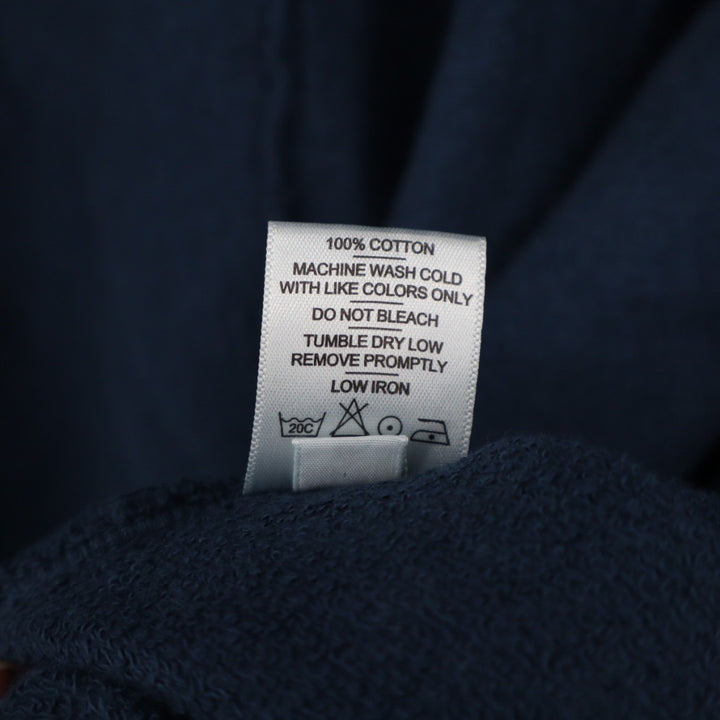 100% COTTON
MACHINE WASH COLD
WITH LIKE COLORS ONLY
DO NOT BLEACH
TUMBLE DRY LOW
REMOVE PROMPTLY
LOW IRON
20C